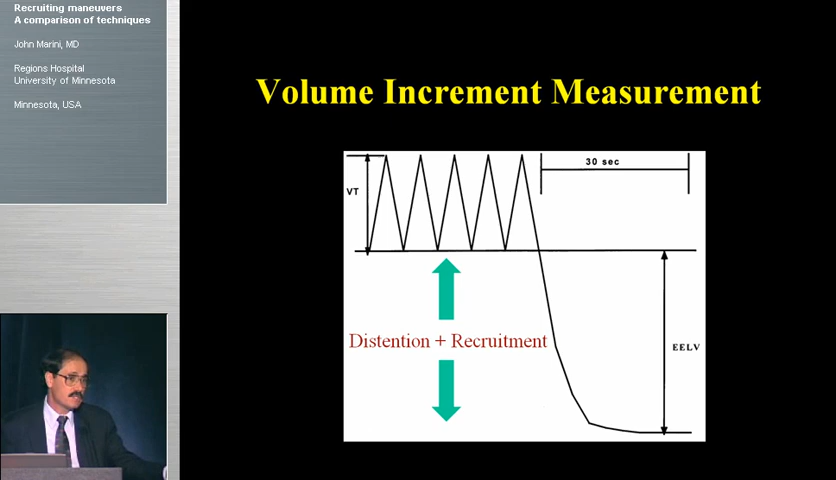 Recruiting maneuvers
A comparison of techniques
John Marini, MD
Regions Hospital
University of Minnesota
Minnesota, USA
Volume Increment Measurement
30 sec
VT
Distention + Recruitment
EELV